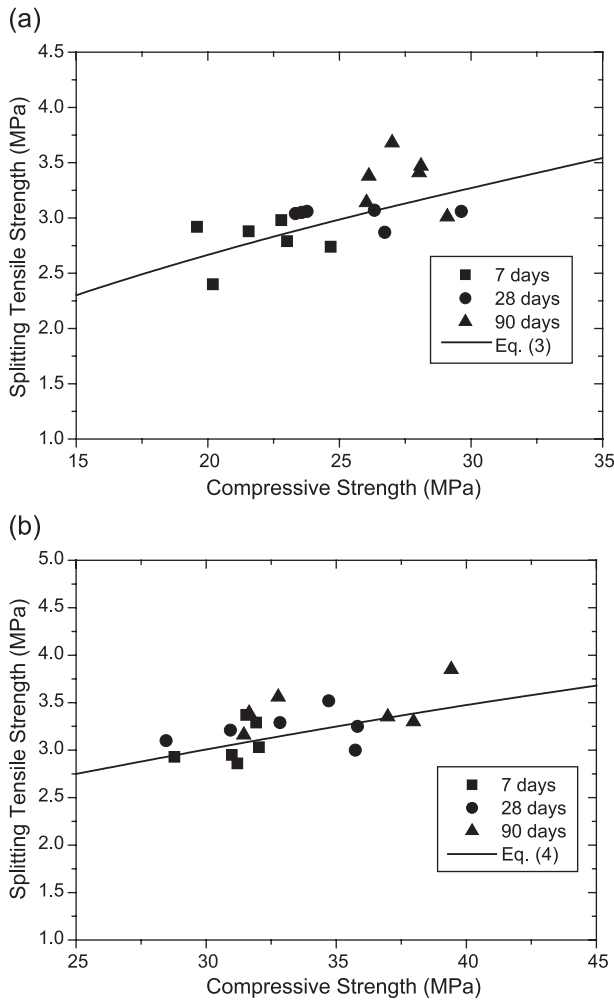 (a)
Splitting Tensile Strength (MPa)
4.5
4.0
3.5
3.0
2.5
2.0
1.5
1.0
7 days
28 days
90 days
Eq. (3)
15
20
25
30
35
Compressive Strength (MPa)
(b)
Splitting Tensile Strength (MPa)
5.0
4.5
4.0
3.5
3.0
2.5
2.0
1.5
1.0
7 days
28 days
90 days
Eq. (4)
25
30
35
40
45
Compressive Strength (MPa)